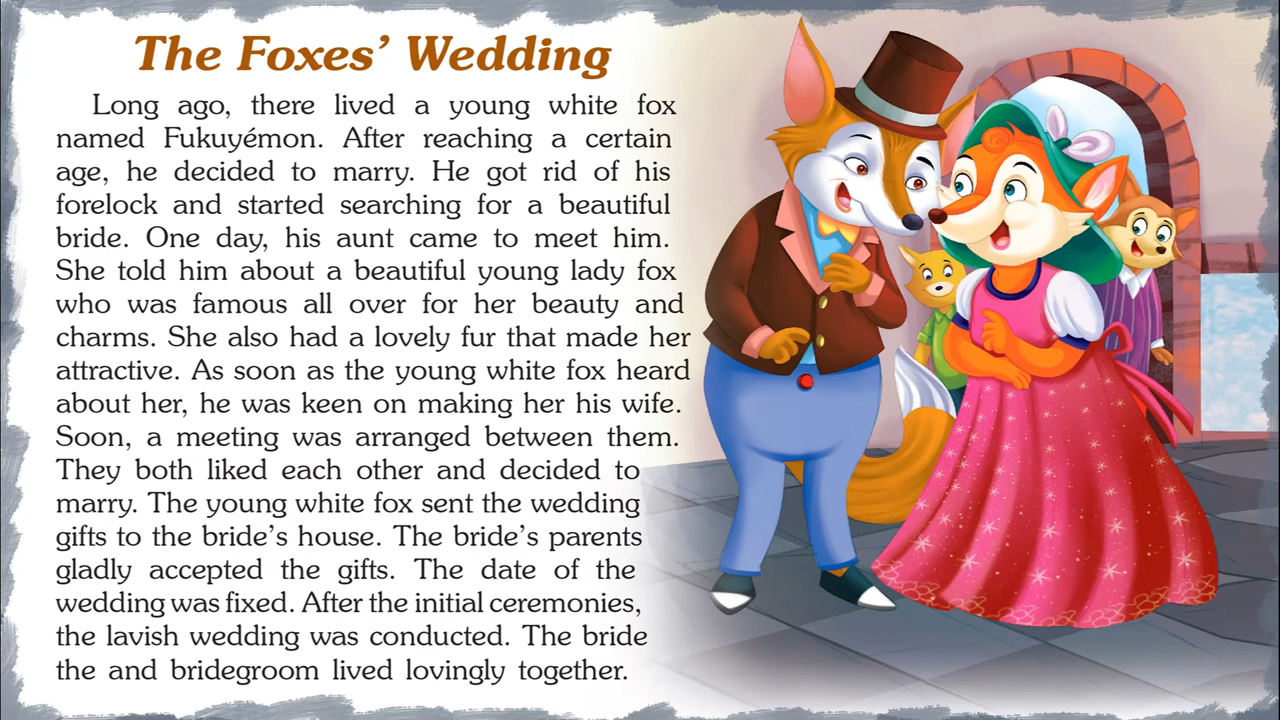 The Foxes’ Wedding
Long ago, there lived a young white fox
named Fukuyémon. After reaching a certain
age, he decided to marry. He got rid of his
forelock and started searching for a beautiful
bride. One day, his aunt came to meet him.
She told him about a beautiful young lady fox
who was famous all over for her beauty and
charms. She also had a lovely fur that made her
attractive. As soon as the young white fox heard
about her, he was keen on making her his wife.
Soon, a meeting was arranged between them.
They both liked each other and decided to
marry. The young white fox sent the wedding
gifts to the bride’s house. The bride’s parents
gladly accepted the gifts. The date of the
wedding was fixed. After the initial ceremonies,
the lavish wedding was conducted. The bride
the and bridegroom lived lovingly together.